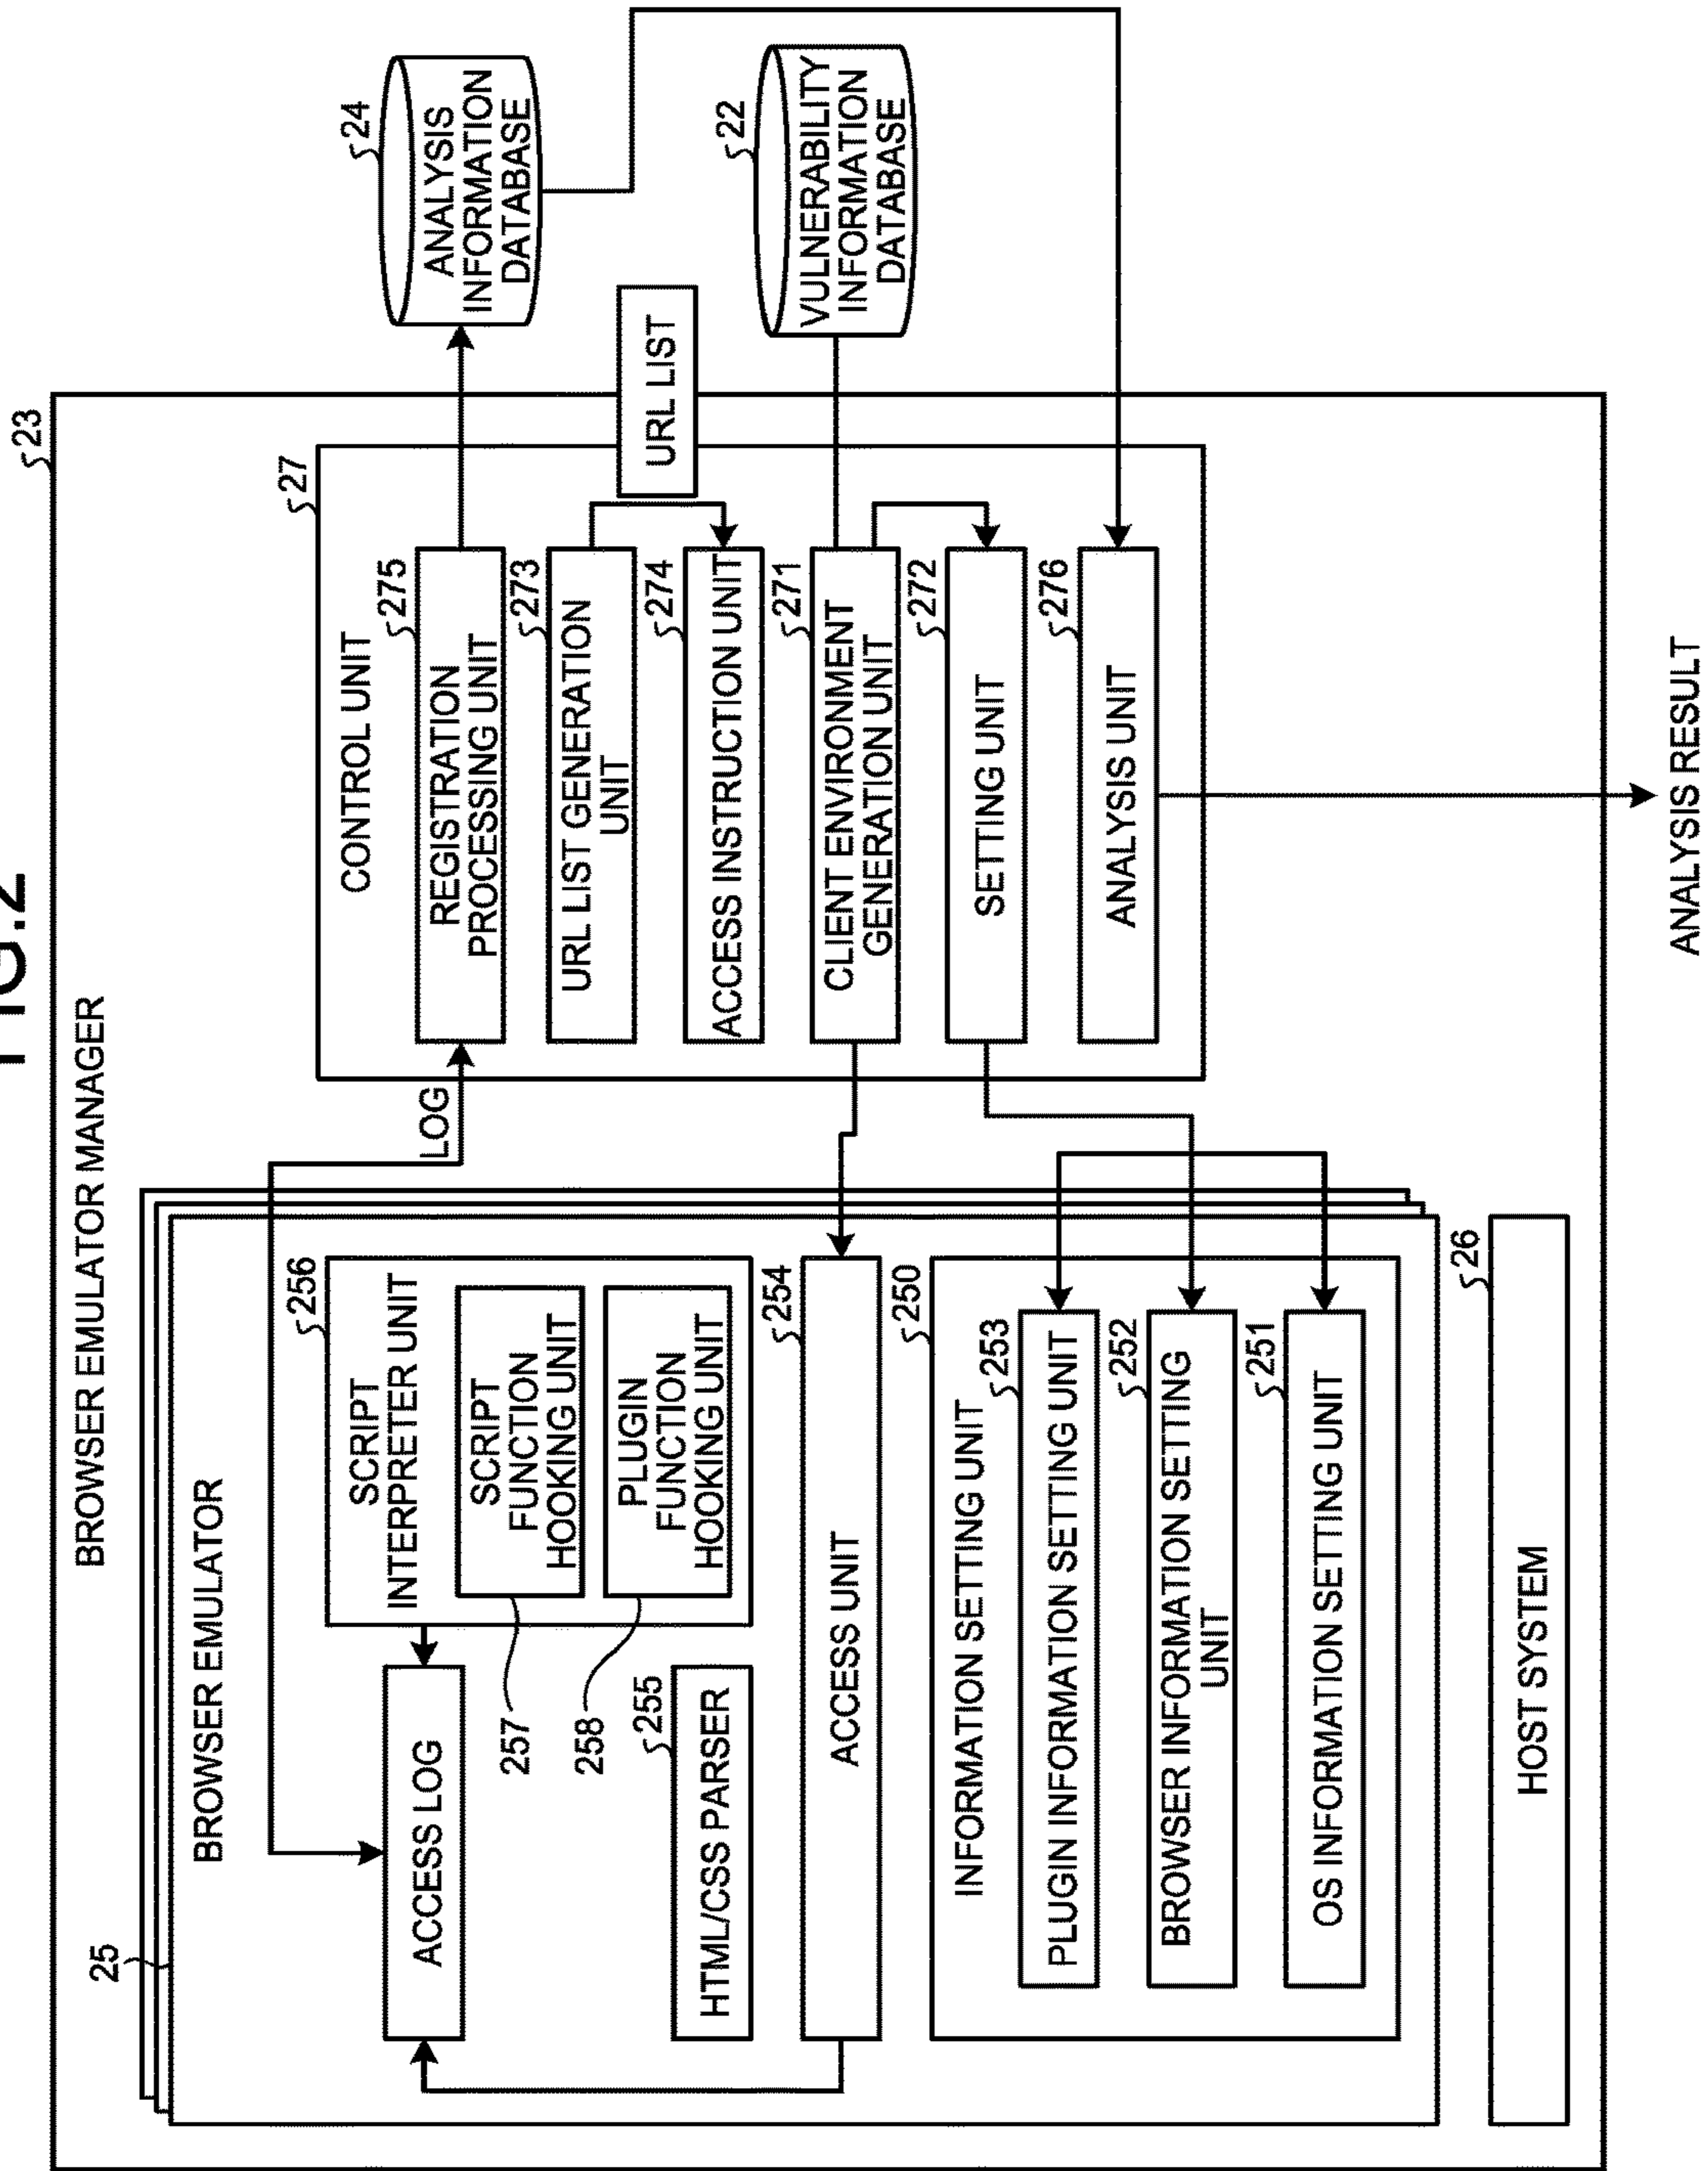 FIG.2
23
BROWSER EMULATOR MANAGER
25
BROWSER EMULATOR
ACCESS LOG
256
SCRIPT
INTERPRETER UNIT
SCRIPT
FUNCTION
HOOKING UNIT
257
PLUGIN
FUNCTION
HOOKING UNIT
258
255
HTML/CSS PARSER
254
ACCESS UNIT
250
INFORMATION SETTING UNIT
253
PLUGIN INFORMATION SETTING UNIT
252
BROWSER INFORMATION SETTING
UNIT
251
OS INFORMATION SETTING UNIT
26
HOST SYSTEM
LOG
27
CONTROL UNIT
275
REGISTRATION
PROCESSING UNIT
273
URL LIST GENERATION
UNIT
274
ACCESS INSTRUCTION UNIT
271
CLIENT ENVIRONMENT
GENERATION UNIT
272
SETTING UNIT
276
ANALYSIS UNIT
URL LIST
24
ANALYSIS
INFORMATION
DATABASE
22
VULNERABILITY
INFORMATION
DATABASE
ANALYSIS RESULT